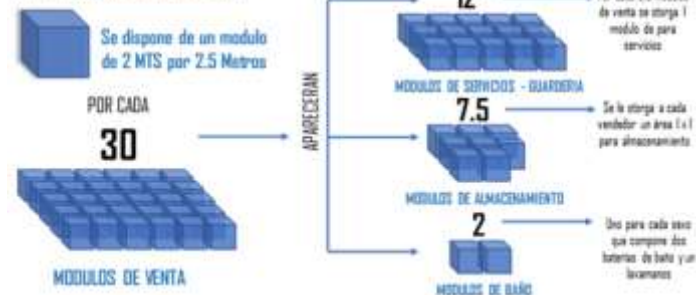 Se dispone de un modulo
de 2 MTS por 2.5 Metros
POR CADA
30
MODULOS DE VENTA
APARECERAN
12
MODULOS DE SERVICIOS - GUARDERIA
de venta se otorga 1
modulo de para
servicios
7.5
MODULOS DE ALMACENAMIENTO
Se le otorga a cada
vendedor un área 1x1
para almacenamiento
2
MODULOS DE BAÑO
Uno para cada sexo
que compone dos
baterias de baño y un
lavamanos